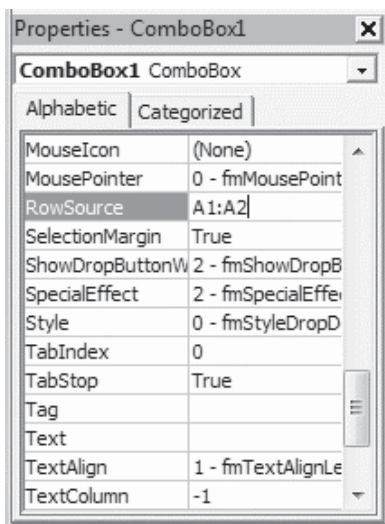 Properties - ComboBox1
ComboBox1 ComboBox
Alphabetic Categorized
MouseIcon (None)
MousePointer 0 - fmMousePoint
RowSource A1:A2
SelectionMargin True
ShowDropButtonW 2 - fmShowDropB
SpecialEffect 2 - fmSpecialEffe
Style 0 - fmStyleDropD
TabIndex 0
TabStop True
Tag
Text
TextAlign 1 - fmTextAlignLe
TextColumn -1